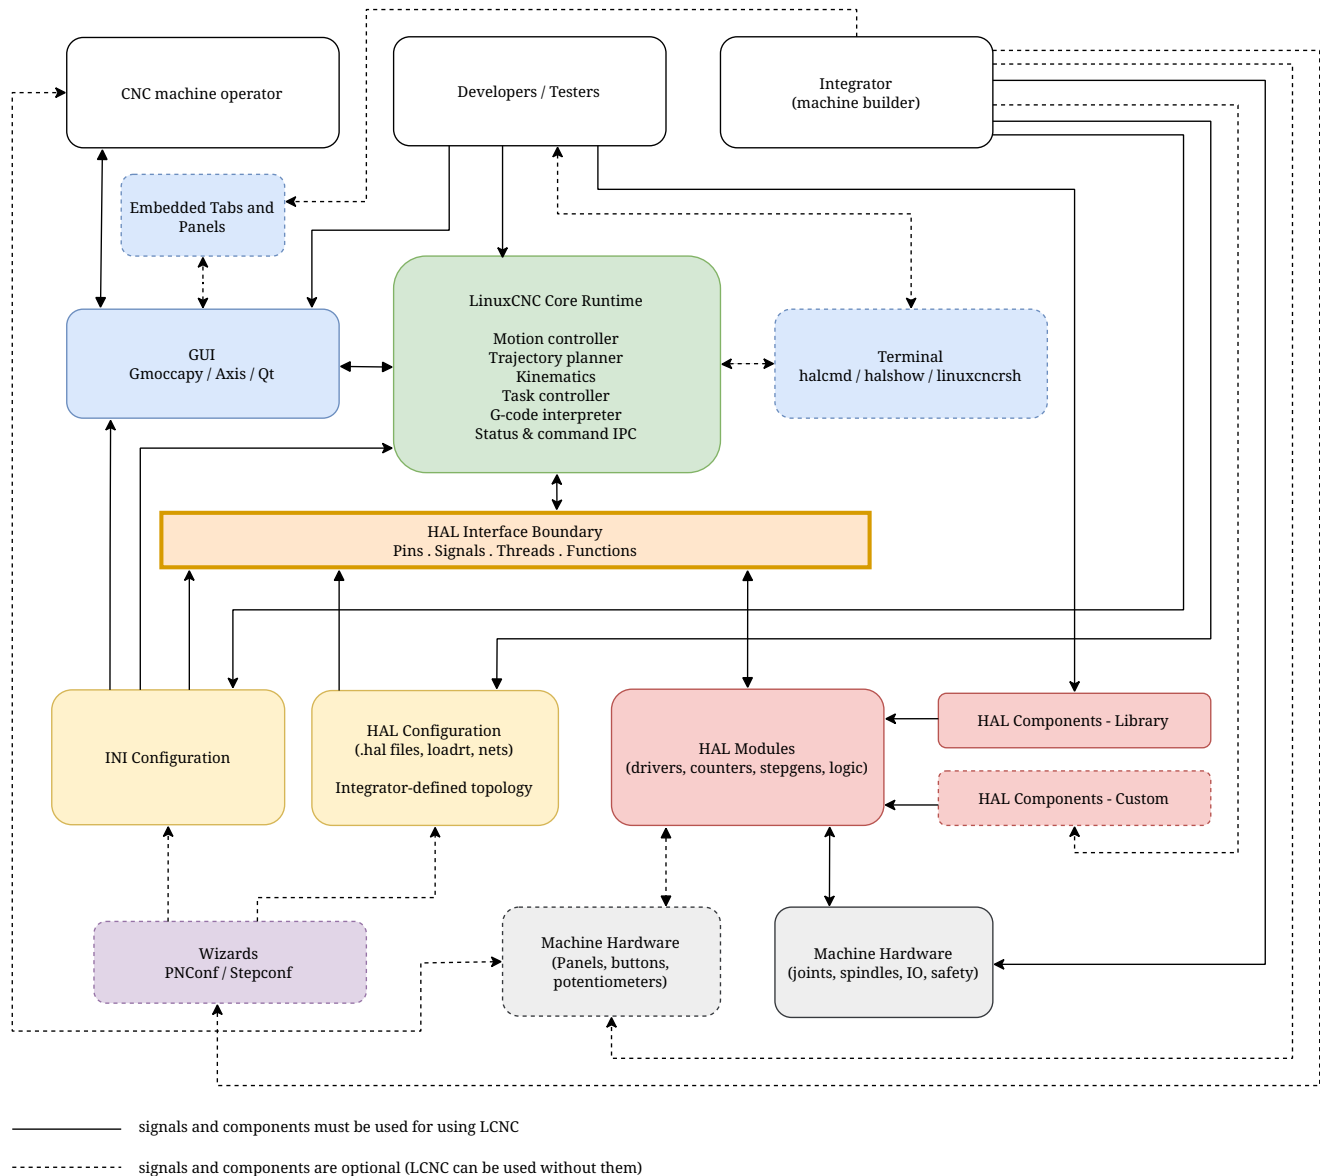 CNC machine operator
Developers / Testers
Integrator
(machine builder)
Embedded Tabs and
Panels
LinuxCNC Core Runtime
Motion controller
Trajectory planner
Kinematics
Task controller
G-code interpreter
Status & command IPC
GUI
Gmoccapy / Axis / Qt
Terminal
halcmd / halshow / linuxcncrsh
HAL Interface Boundary
Pins . Signals . Threads . Functions
INI Configuration
HAL Configuration
(.hal files, loadrt, nets)
Integrator-defined topology
HAL Modules
(drivers, counters, stepgens, logic)
HAL Components - Library
HAL Components - Custom
Wizards
PNConf / Stepconf
Machine Hardware
(Panels, buttons,
potentiometers)
Machine Hardware
(joints, spindles, IO, safety)
signals and components must be used for using LCNC
signals and components are optional (LCNC can be used without them)